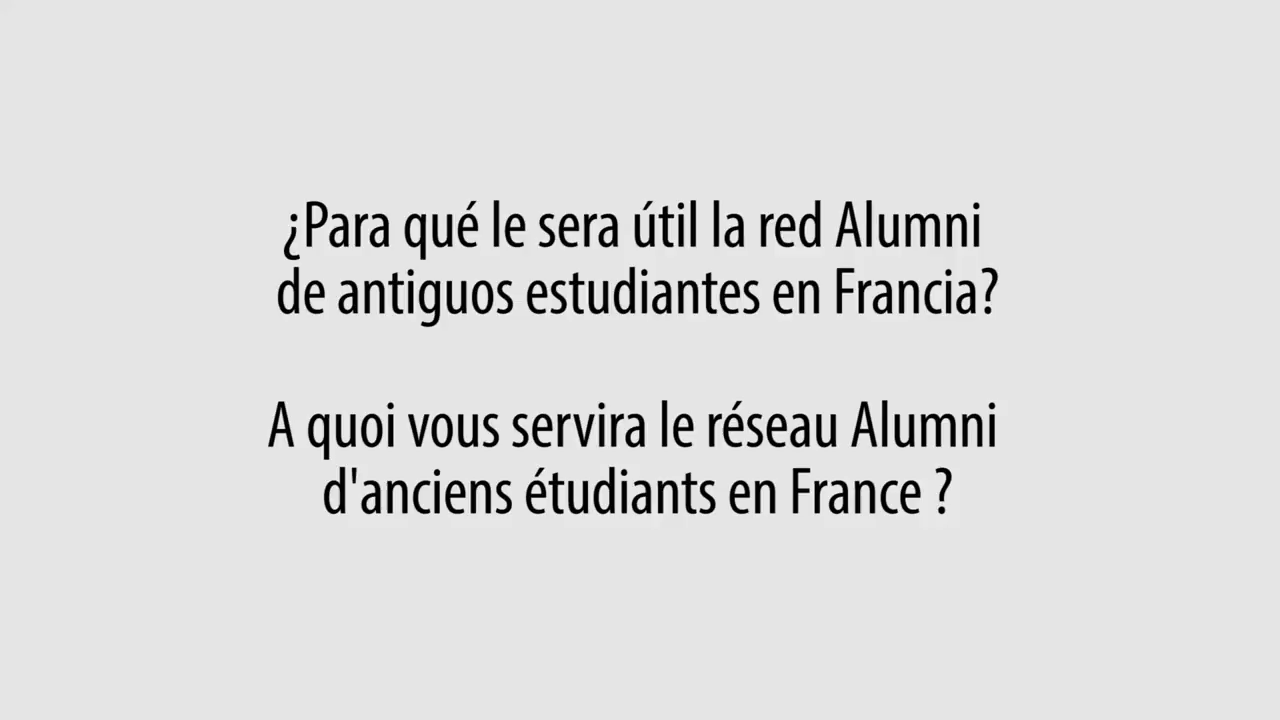 ¿Para qué le sera útil la red Alumni
de antiguos estudiantes en Francia?
A quoi vous servira le réseau Alumni
d'anciens étudiants en France ?